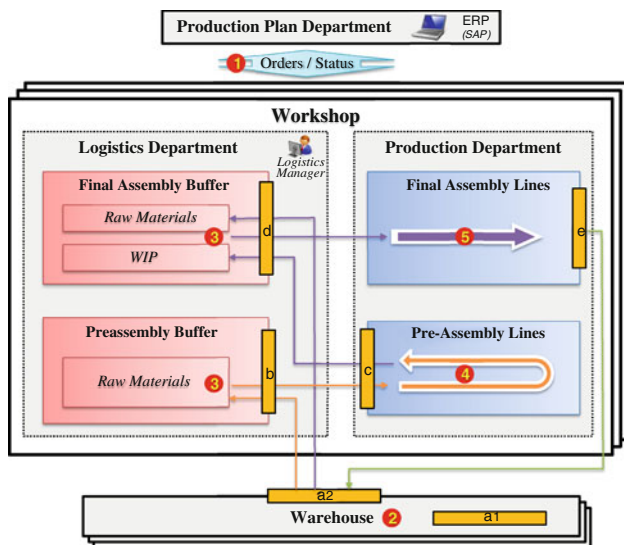 Production Plan Department
ERP
(SAP)
1 Orders / Status
Workshop
Logistics Department
Logistics
Manager
Production Department
Final Assembly Buffer
Raw Materials
3
WIP
d
Final Assembly Lines
5
e
Preassembly Buffer
Raw Materials
3
b
Pre-Assembly Lines
c
4
a2
Warehouse 2
a1